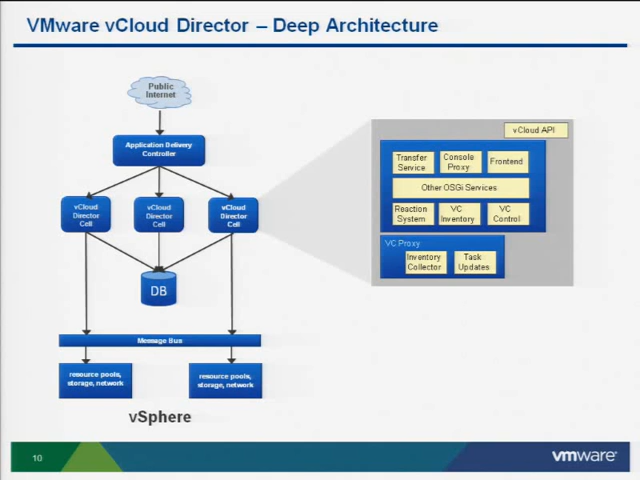 VMware vCloud Director – Deep Architecture
Public
Internet
Application Delivery
Controller
vCloud
Director
Cell
vCloud
Director
Cell
vCloud
Director
Cell
DB
Message Bus
resource pools,
storage, network
resource pools,
storage, network
vSphere
vCloud API
Transfer
Service
Console
Proxy
Frontend
Other OSGi Services
Reaction
System
VC
Inventory
VC
Control
VC Proxy
Inventory
Collector
Task
Updates
10
vmware